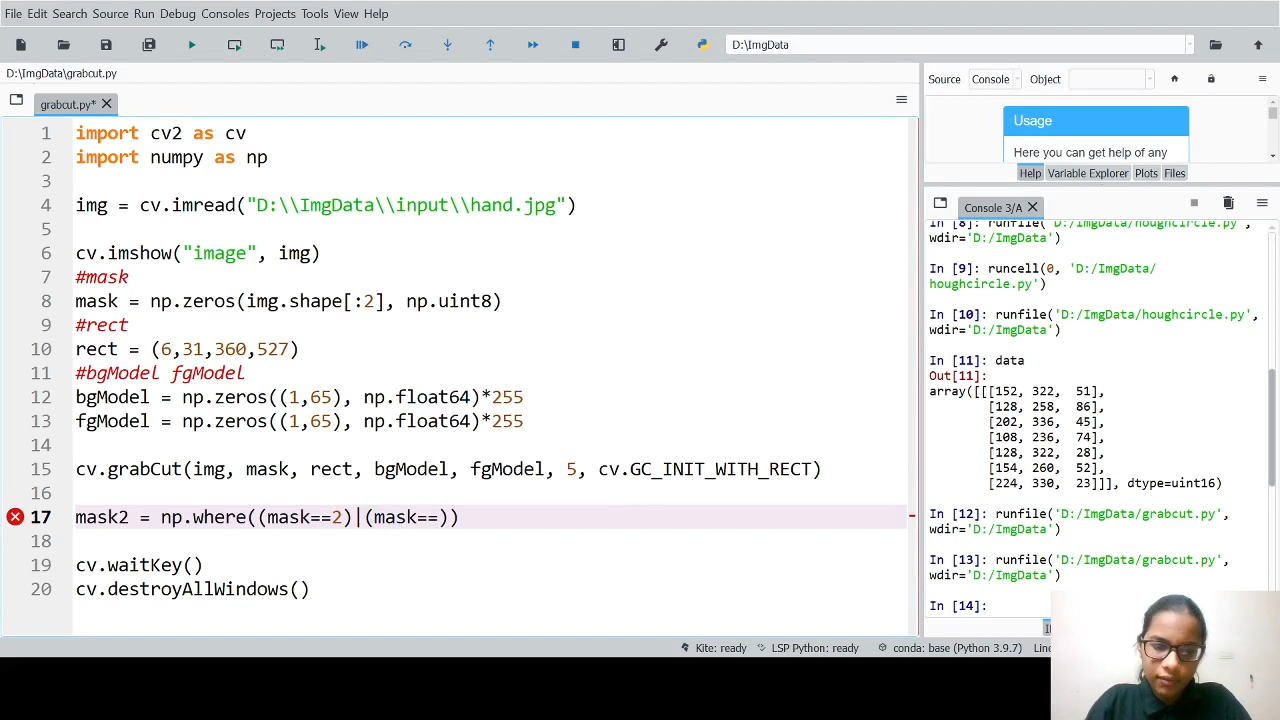 File Edit Search Source Run Debug Consoles Projects Tools View Help
D:\ImgData
D:\ImgData\grabcut.py
grabcut.py*
1 import cv2 as cv
2 import numpy as np
3
4 img = cv.imread("D:\\ImgData\\input\\hand.jpg")
5
6 cv.imshow("image", img)
7 #mask
8 mask = np.zeros(img.shape[:2], np.uint8)
9 #rect
10 rect = (6,31,360,527)
11 #bgModel fgModel
12 bgModel = np.zeros((1,65), np.float64)*255
13 fgModel = np.zeros((1,65), np.float64)*255
14
15 cv.grabCut(img, mask, rect, bgModel, fgModel, 5, cv.GC_INIT_WITH_RECT)
16
17 mask2 = np.where((mask==2)|(mask==))
18
19 cv.waitKey()
20 cv.destroyAllWindows()
Source Console Object
Usage
Here you can get help of any
Help Variable Explorer Plots Files
Console 3/A
In [8]: runfile('D:/ImgData/houghcircle.py',
wdir='D:/ImgData')
In [9]: runcell(0, 'D:/ImgData/
houghcircle.py')
In [10]: runfile('D:/ImgData/houghcircle.py',
wdir='D:/ImgData')
In [11]: data
Out[11]:
array([[[152, 322, 51],
[128, 258, 86],
[202, 336, 45],
[108, 236, 74],
[128, 322, 28],
[154, 260, 52],
[224, 330, 23]]], dtype=uint16)
In [12]: runfile('D:/ImgData/grabcut.py',
wdir='D:/ImgData')
In [13]: runfile('D:/ImgData/grabcut.py',
wdir='D:/ImgData')
In [14]:
Kite: ready LSP Python: ready conda: base (Python 3.9.7) Line